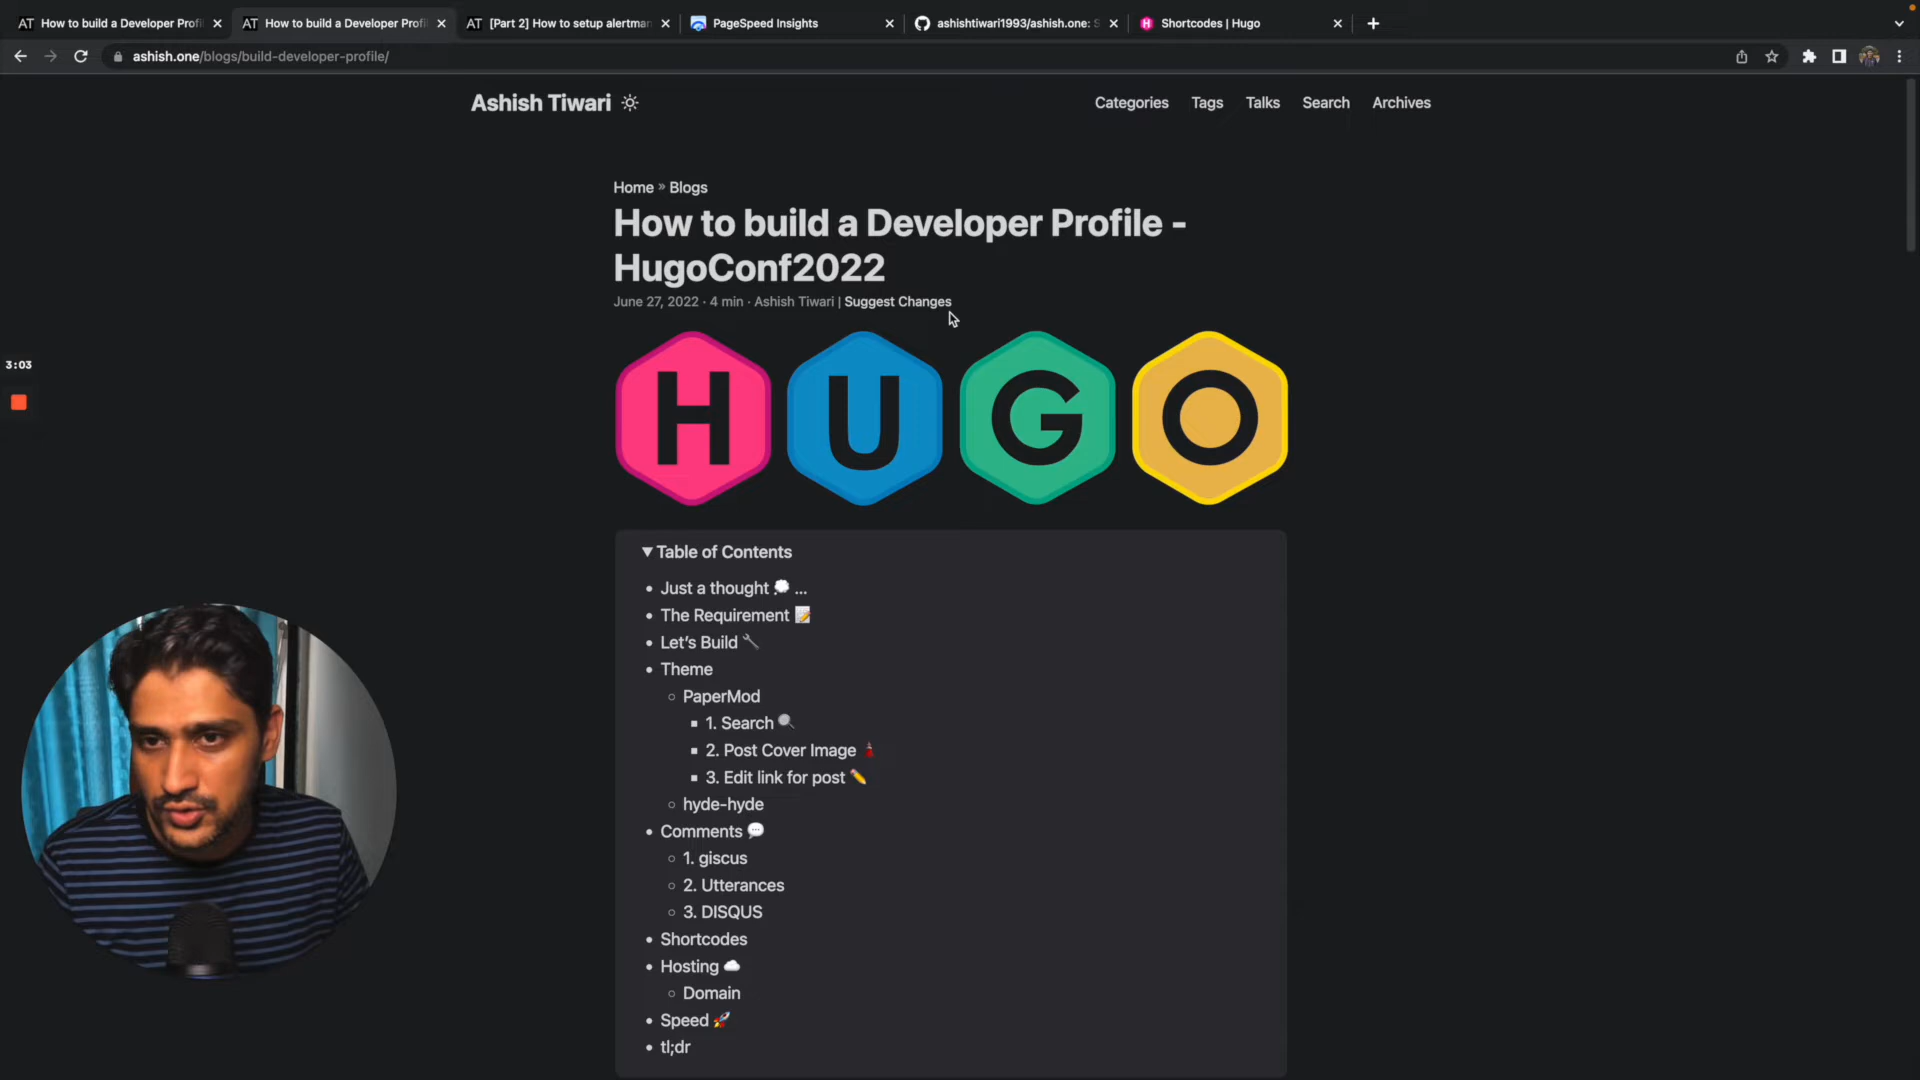 AT How to build a Developer Profi
AT How to build a Developer Profi
AT [Part 2] How to setup alertman
PageSpeed Insights
ashishtiwari1993/ashish.one: S
Shortcodes | Hugo
ashish.one/blogs/build-developer-profile/
Ashish Tiwari
Categories Tags Talks Search Archives
Home » Blogs
How to build a Developer Profile -
HugoConf2022
June 27, 2022 · 4 min · Ashish Tiwari | Suggest Changes
3:03
HUGO
▼ Table of Contents
• Just a thought 💭 ...
• The Requirement 📝
• Let’s Build 🔧
• Theme
○ PaperMod
▪ 1. Search 🔍
▪ 2. Post Cover Image
▪ 3. Edit link for post ✏️
○ hyde-hyde
• Comments 💬
○ 1. giscus
○ 2. Utterances
○ 3. DISQUS
• Shortcodes
• Hosting ☁️
○ Domain
• Speed 🚀
• tl;dr